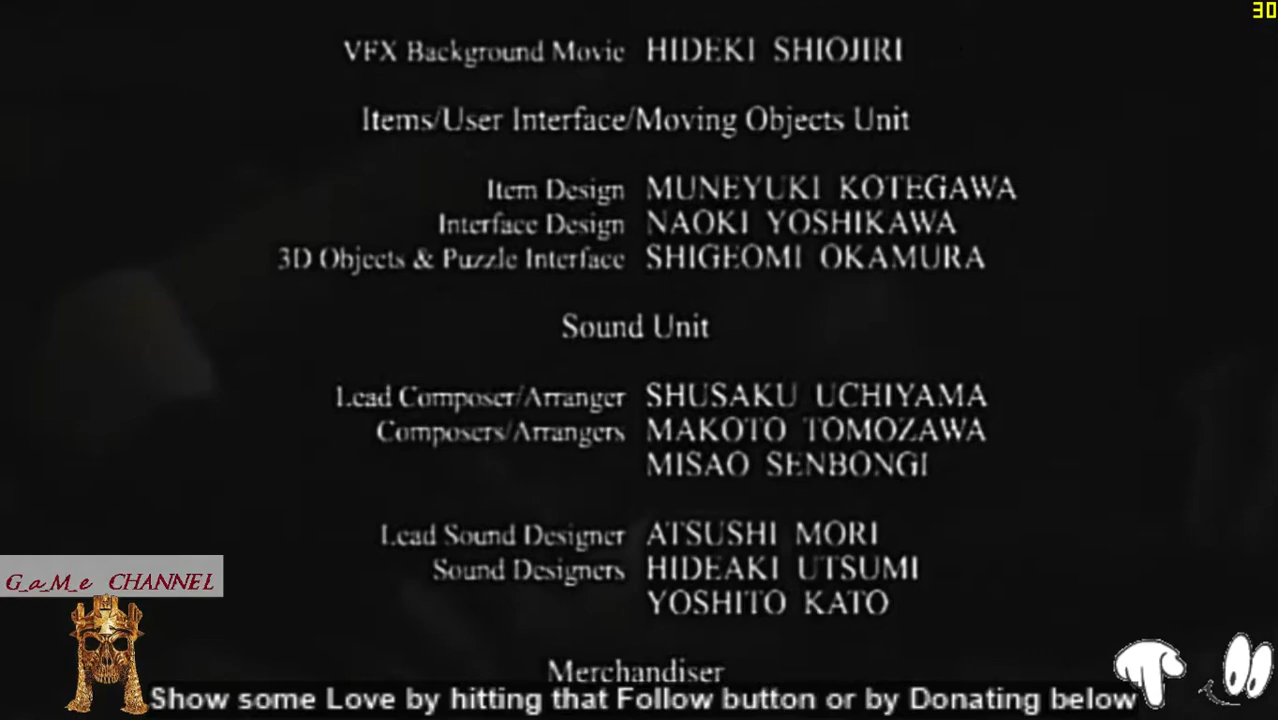 30
VFX Background Movie HIDEKI SHIOJIRI
Items/User Interface/Moving Objects Unit
Item Design MUNEYUKI KOTEGAWA
Interface Design NAOKI YOSHIKAWA
3D Objects & Puzzle Interface SHIGEOMI OKAMURA
Sound Unit
Lead Composer/Arranger SHUSAKU UCHIYAMA
Composers/Arrangers MAKOTO TOMOZAWA
MISAO SENBONGI
Lead Sound Designer ATSUSHI MORI
Sound Designers HIDEAKI UTSUMI
YOSHITO KATO
G_a_M_e CHANNEL
Merchandiser
Show some Love by hitting that Follow button or by Donating below